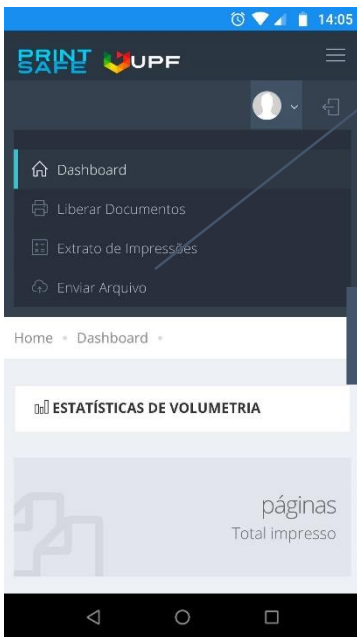 14:05
PRINT SAFE UPF
Dashboard
Liberar Documentos
Extrato de Impressões
Enviar Arquivo
Home Dashboard
ESTATÍSTICAS DE VOLUMETRIA
páginas
Total impresso